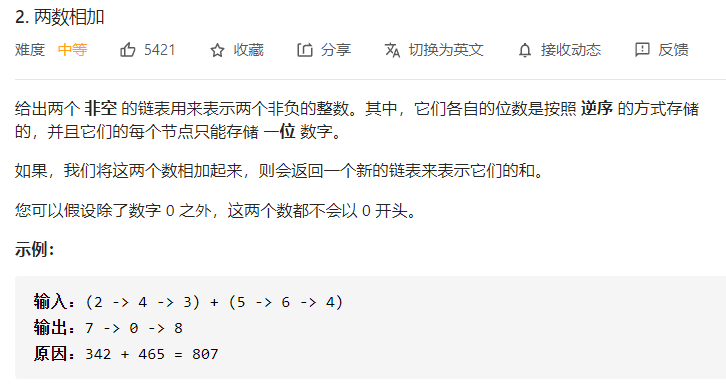 2. 两数相加
难度 中等 5421 收藏 分享 切换为英文 接收动态 反馈
给出两个 非空 的链表用来表示两个非负的整数。其中，它们各自的位数是按照 逆序 的方式存储
的，并且它们的每个节点只能存储 一位 数字。
如果，我们将这两个数相加起来，则会返回一个新的链表来表示它们的和。
您可以假设除了数字 0 之外，这两个数都不会以 0 开头。
示例：
输入：(2 -> 4 -> 3) + (5 -> 6 -> 4)
输出：7 -> 0 -> 8
原因：342 + 465 = 807